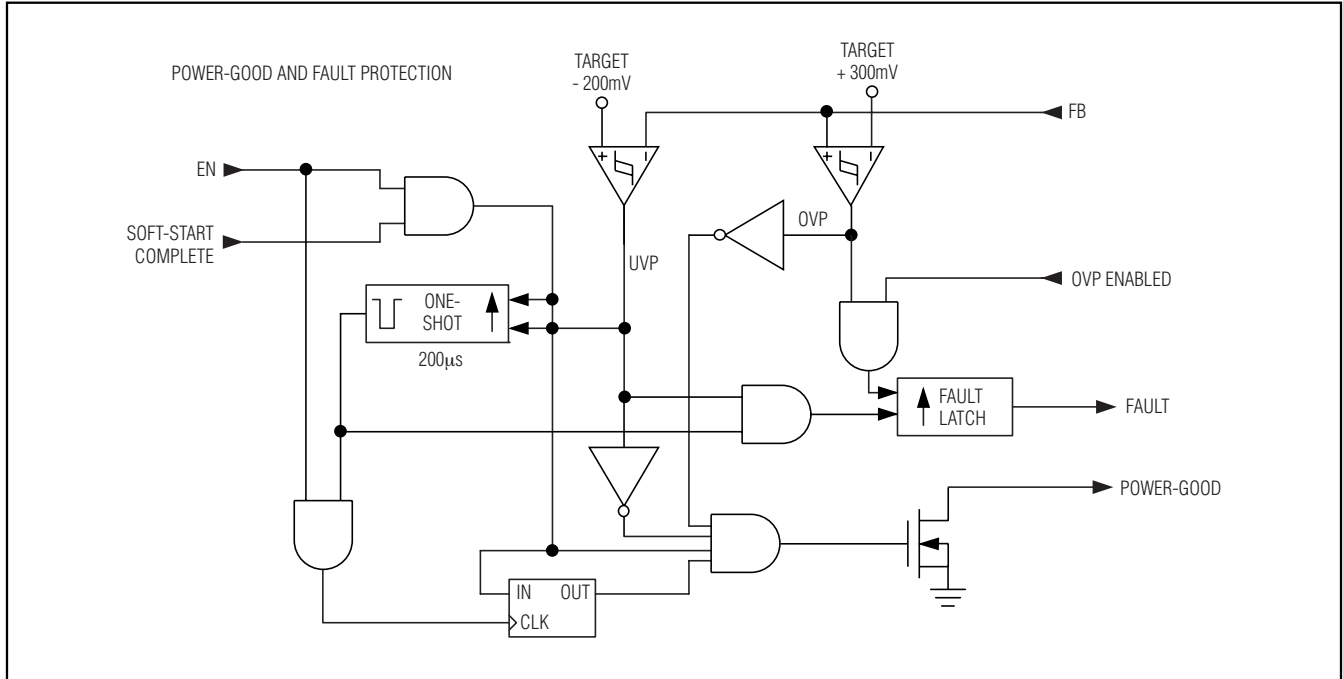 POWER-GOOD AND FAULT PROTECTION
TARGET
- 200mV
TARGET
+ 300mV
FB
+
−
+
−
EN
SOFT-START
COMPLETE
OVP
UVP
OVP ENABLED
ONE-
SHOT
200µs
FAULT
LATCH
FAULT
POWER-GOOD
IN OUT
CLK